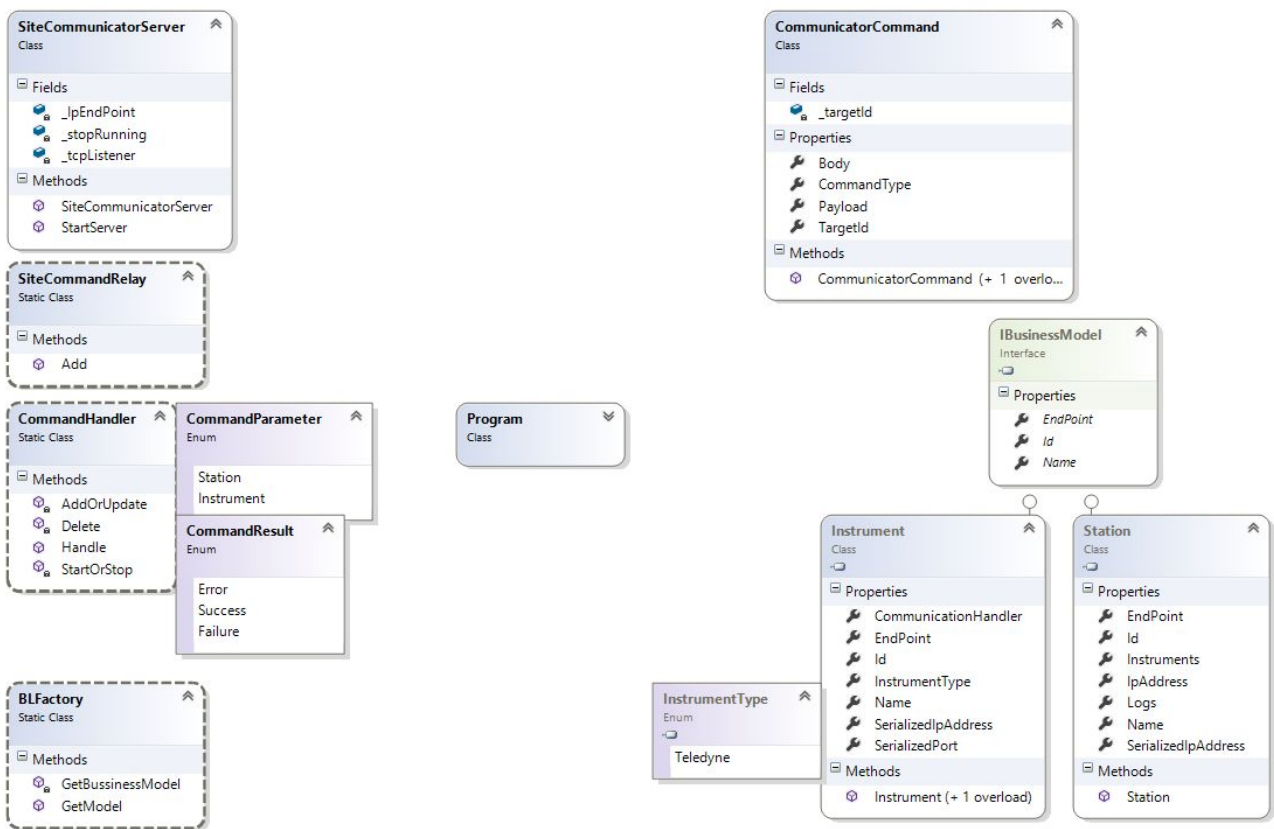 SiteCommunicatorServer
Class
Fields
_IpEndPoint
_stopRunning
_tcpListener
Methods
SiteCommunicatorServer
StartServer
CommunicatorCommand
Class
Fields
_targetId
Properties
Body
CommandType
Payload
TargetId
Methods
CommunicatorCommand (+ 1 overlo...
SiteCommandRelay
Static Class
Methods
Add
IBusinessModel
Interface
Properties
EndPoint
Id
Name
CommandHandler
Static Class
Methods
AddOrUpdate
Delete
Handle
StartOrStop
CommandParameter
Enum
Station
Instrument
CommandResult
Enum
Error
Success
Failure
Program
Class
Instrument
Class
Properties
CommunicationHandler
EndPoint
Id
InstrumentType
Name
SerializedIpAddress
SerializedPort
Methods
Instrument (+ 1 overload)
Station
Class
Properties
EndPoint
Id
Instruments
IpAddress
Logs
Name
SerializedIpAddress
Methods
Station
BLFactory
Static Class
Methods
GetBussinessModel
GetModel
InstrumentType
Enum
Teledyne